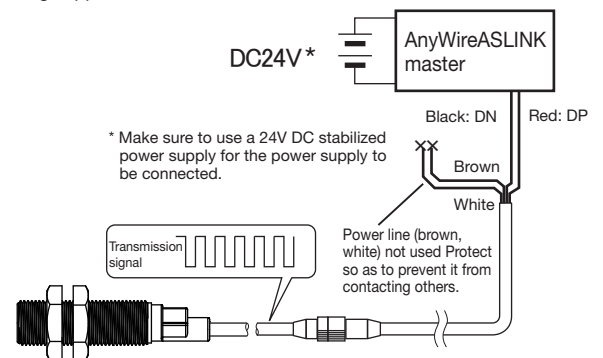 DC24V *
AnyWireASLINK
master
Black: DN
Red: DP
* Make sure to use a 24V DC stabilized
power supply for the power supply to
be connected.
Brown
White
Transmission
signal
Power line (brown,
white) not used Protect
so as to prevent it from
contacting others.